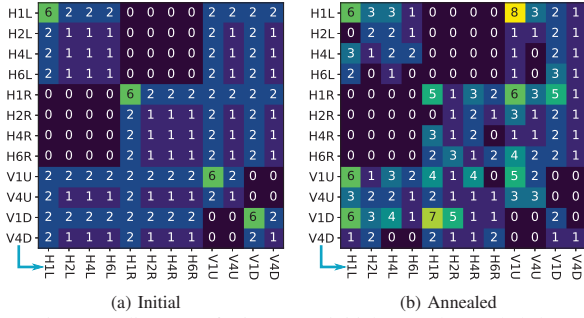 H1L 6 2 2 2 0 0 0 0 2 2 2 2
H2L 2 1 1 1 0 0 0 0 2 1 2 1
H4L 2 1 1 1 0 0 0 0 2 1 2 1
H6L 2 1 1 1 0 0 0 0 2 1 2 1
H1R 0 0 0 0 6 2 2 2 2 2 2 2
H2R 0 0 0 0 2 1 1 1 2 1 2 1
H4R 0 0 0 0 2 1 1 1 2 1 2 1
H6R 0 0 0 0 2 1 1 1 2 1 2 1
V1U 2 2 2 2 2 2 2 2 6 2 0 0
V4U 2 1 1 1 2 1 1 1 2 1 0 0
V1D 2 2 2 2 2 2 2 2 0 0 6 2
V4D 2 1 1 1 2 1 1 1 0 0 2 1
H1L H2L H4L H6L H1R H2R H4R H6R V1U V4U V1D V4D
(a) Initial
H1L 6 3 3 1 0 0 0 0 8 3 2 1
H2L 0 2 2 1 0 0 0 0 1 1 2 1
H4L 3 1 2 2 0 0 0 0 1 0 2 1
H6L 2 0 1 0 0 0 0 0 1 0 3 0
H1R 0 0 0 0 5 1 3 2 6 3 5 1
H2R 0 0 0 0 2 2 1 2 3 1 2 1
H4R 0 0 0 0 3 1 2 0 1 1 2 1
H6R 0 0 0 0 2 3 1 2 4 2 2 1
V1U 6 1 3 2 4 1 4 0 5 2 0 0
V4U 3 2 2 1 2 1 1 1 3 3 0 0
V1D 6 3 4 1 7 5 1 1 0 0 2 0
V4D 1 2 0 0 2 1 1 2 0 0 1 1
H1L H2L H4L H6L H1R H2R H4R H6R V1U V4U V1D V4D
(b) Annealed